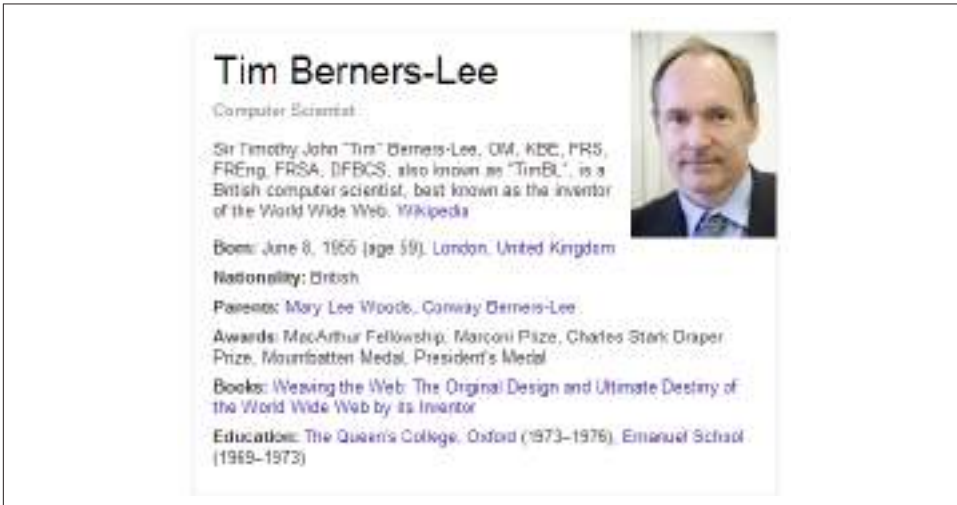 Tim Berners-Lee
Computer Scientist
Sir Timothy John "Tim" Berners-Lee, OM, KBE, FRS,
FREng, FRSA, DFBCS, also known as "TimBL", is a
British computer scientist, best known as the inventor
of the World Wide Web. Wikipedia
Born: June 8, 1955 (age 59), London, United Kingdom
Nationality: British
Parents: Mary Lee Woods, Conway Berners-Lee
Awards: MacArthur Fellowship, Marconi Prize, Charles Stark Draper
Prize, Mountbatten Medal, President's Medal
Books: Weaving the Web: The Original Design and Ultimate Destiny of
the World Wide Web by its Inventor
Education: The Queen's College, Oxford (1973–1976), Emanuel School
(1969–1973)